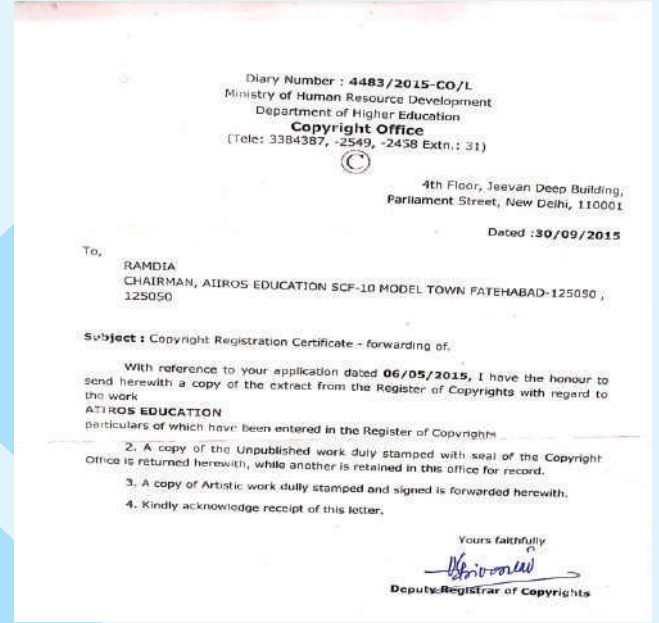 Diary Number : 4483/2015-CO/L
Ministry of Human Resource Development
Department of Higher Education
Copyright Office
(Tele: 3384387, -2549, -2458 Extn.: 31)
©
4th Floor, Jeevan Deep Building,
Parliament Street, New Delhi, 110001
Dated :30/09/2015
To,
RAMDIA
CHAIRMAN, AIIROS EDUCATION SCF-10 MODEL TOWN FATEHABAD-125050 ,
125050
Subject : Copyright Registration Certificate - forwarding of.
With reference to your application dated 06/05/2015, I have the honour to
send herewith a copy of the extract from the Register of Copyrights with regard to
the work
ATIROS EDUCATION
particulars of which have been entered in the Register of Copyrights
2. A copy of the Unpublished work duly stamped with seal of the Copyright
Office is returned herewith, while another is retained in this office for record.
3. A copy of Artistic work dully stamped and signed is forwarded herewith.
4. Kindly acknowledge receipt of this letter.
Yours faithfully
Deputy Registrar of Copyrights